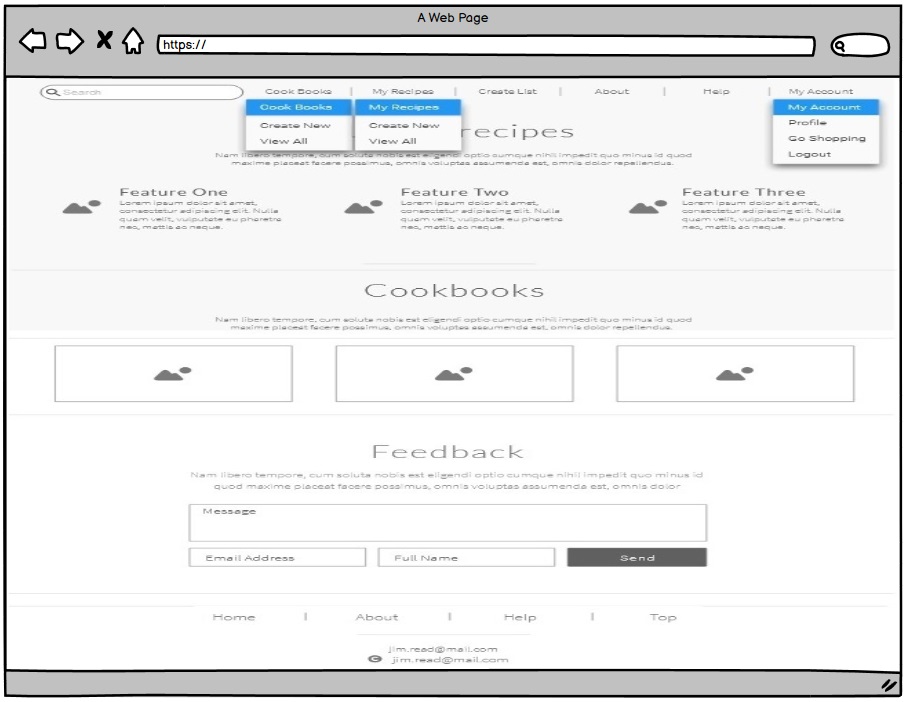 A Web Page
https://
Search
Cook Books | My Recipes | Create List | About | Help | My Account
Cook Books
Create New
View All
My Recipes
Create New
View All
My Account
Profile
Go Shopping
Logout
recipes
Nam libero tempore, cum soluta nobis est eligendi optio cumque nihil impedit quo minus id quod
maxime placeat facere possimus, omnis voluptas assumenda est, omnis dolor repellendus.
Feature One
Lorem ipsum dolor sit amet,
consectetur adipiscing elit. Nulla
quam velit, vulputate eu pharetra
nec, mattis ac neque.
Feature Two
Lorem ipsum dolor sit amet,
consectetur adipiscing elit. Nulla
quam velit, vulputate eu pharetra
nec, mattis ac neque.
Feature Three
Lorem ipsum dolor sit amet,
consectetur adipiscing elit. Nulla
quam velit, vulputate eu pharetra
nec, mattis ac neque.
Cookbooks
Nam libero tempore, cum soluta nobis est eligendi optio cumque nihil impedit quo minus id quod
maxime placeat facere possimus, omnis voluptas assumenda est, omnis dolor repellendus.
Feedback
Nam libero tempore, cum soluta nobis est eligendi optio cumque nihil impedit quo minus id
quod maxime placeat facere possimus, omnis voluptas assumenda est, omnis dolor
Message
Email Address
Full Name
Send
Home | About | Help | Top
jim.read@mail.com
© jim.read@mail.com